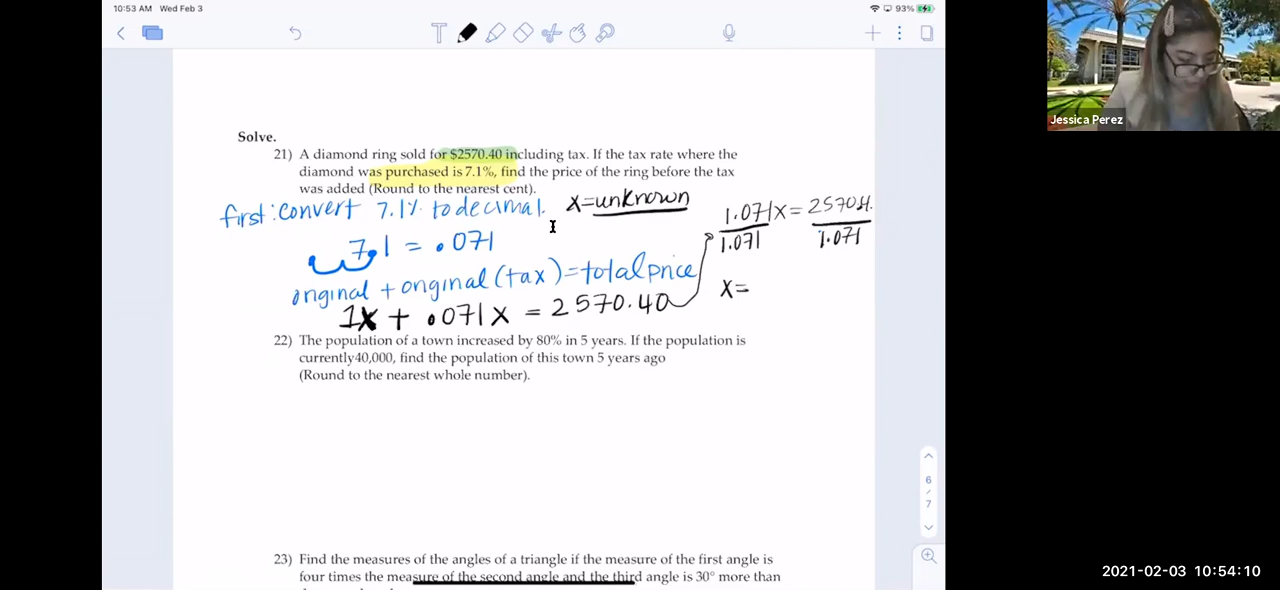 10:53 AM Wed Feb 3
93%
Jessica Perez
Solve.
21) A diamond ring sold for $2570.40 including tax. If the tax rate where the
diamond was purchased is 7.1%, find the price of the ring before the tax
was added (Round to the nearest cent).
x=unknown
first: convert 7.1% to decimal.
1.071x = 2570.4
1.071 1.071
7.1 = .071
original + original (tax) = total price
x=
1x + .071x = 2570.40
22) The population of a town increased by 80% in 5 years. If the population is
currently40,000, find the population of this town 5 years ago
(Round to the nearest whole number).
6
/
7
23) Find the measures of the angles of a triangle if the measure of the first angle is
four times the measure of the second angle and the third angle is 30° more than
2021-02-03 10:54:10